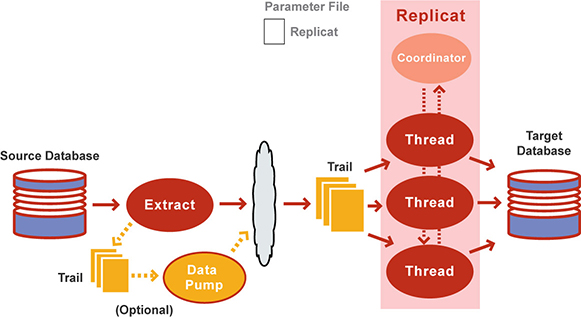 Parameter File
Replicat
Replicat
Coordinator
Source Database
Extract
Trail
(Optional)
Data
Pump
Trail
Thread
Thread
Thread
Target
Database